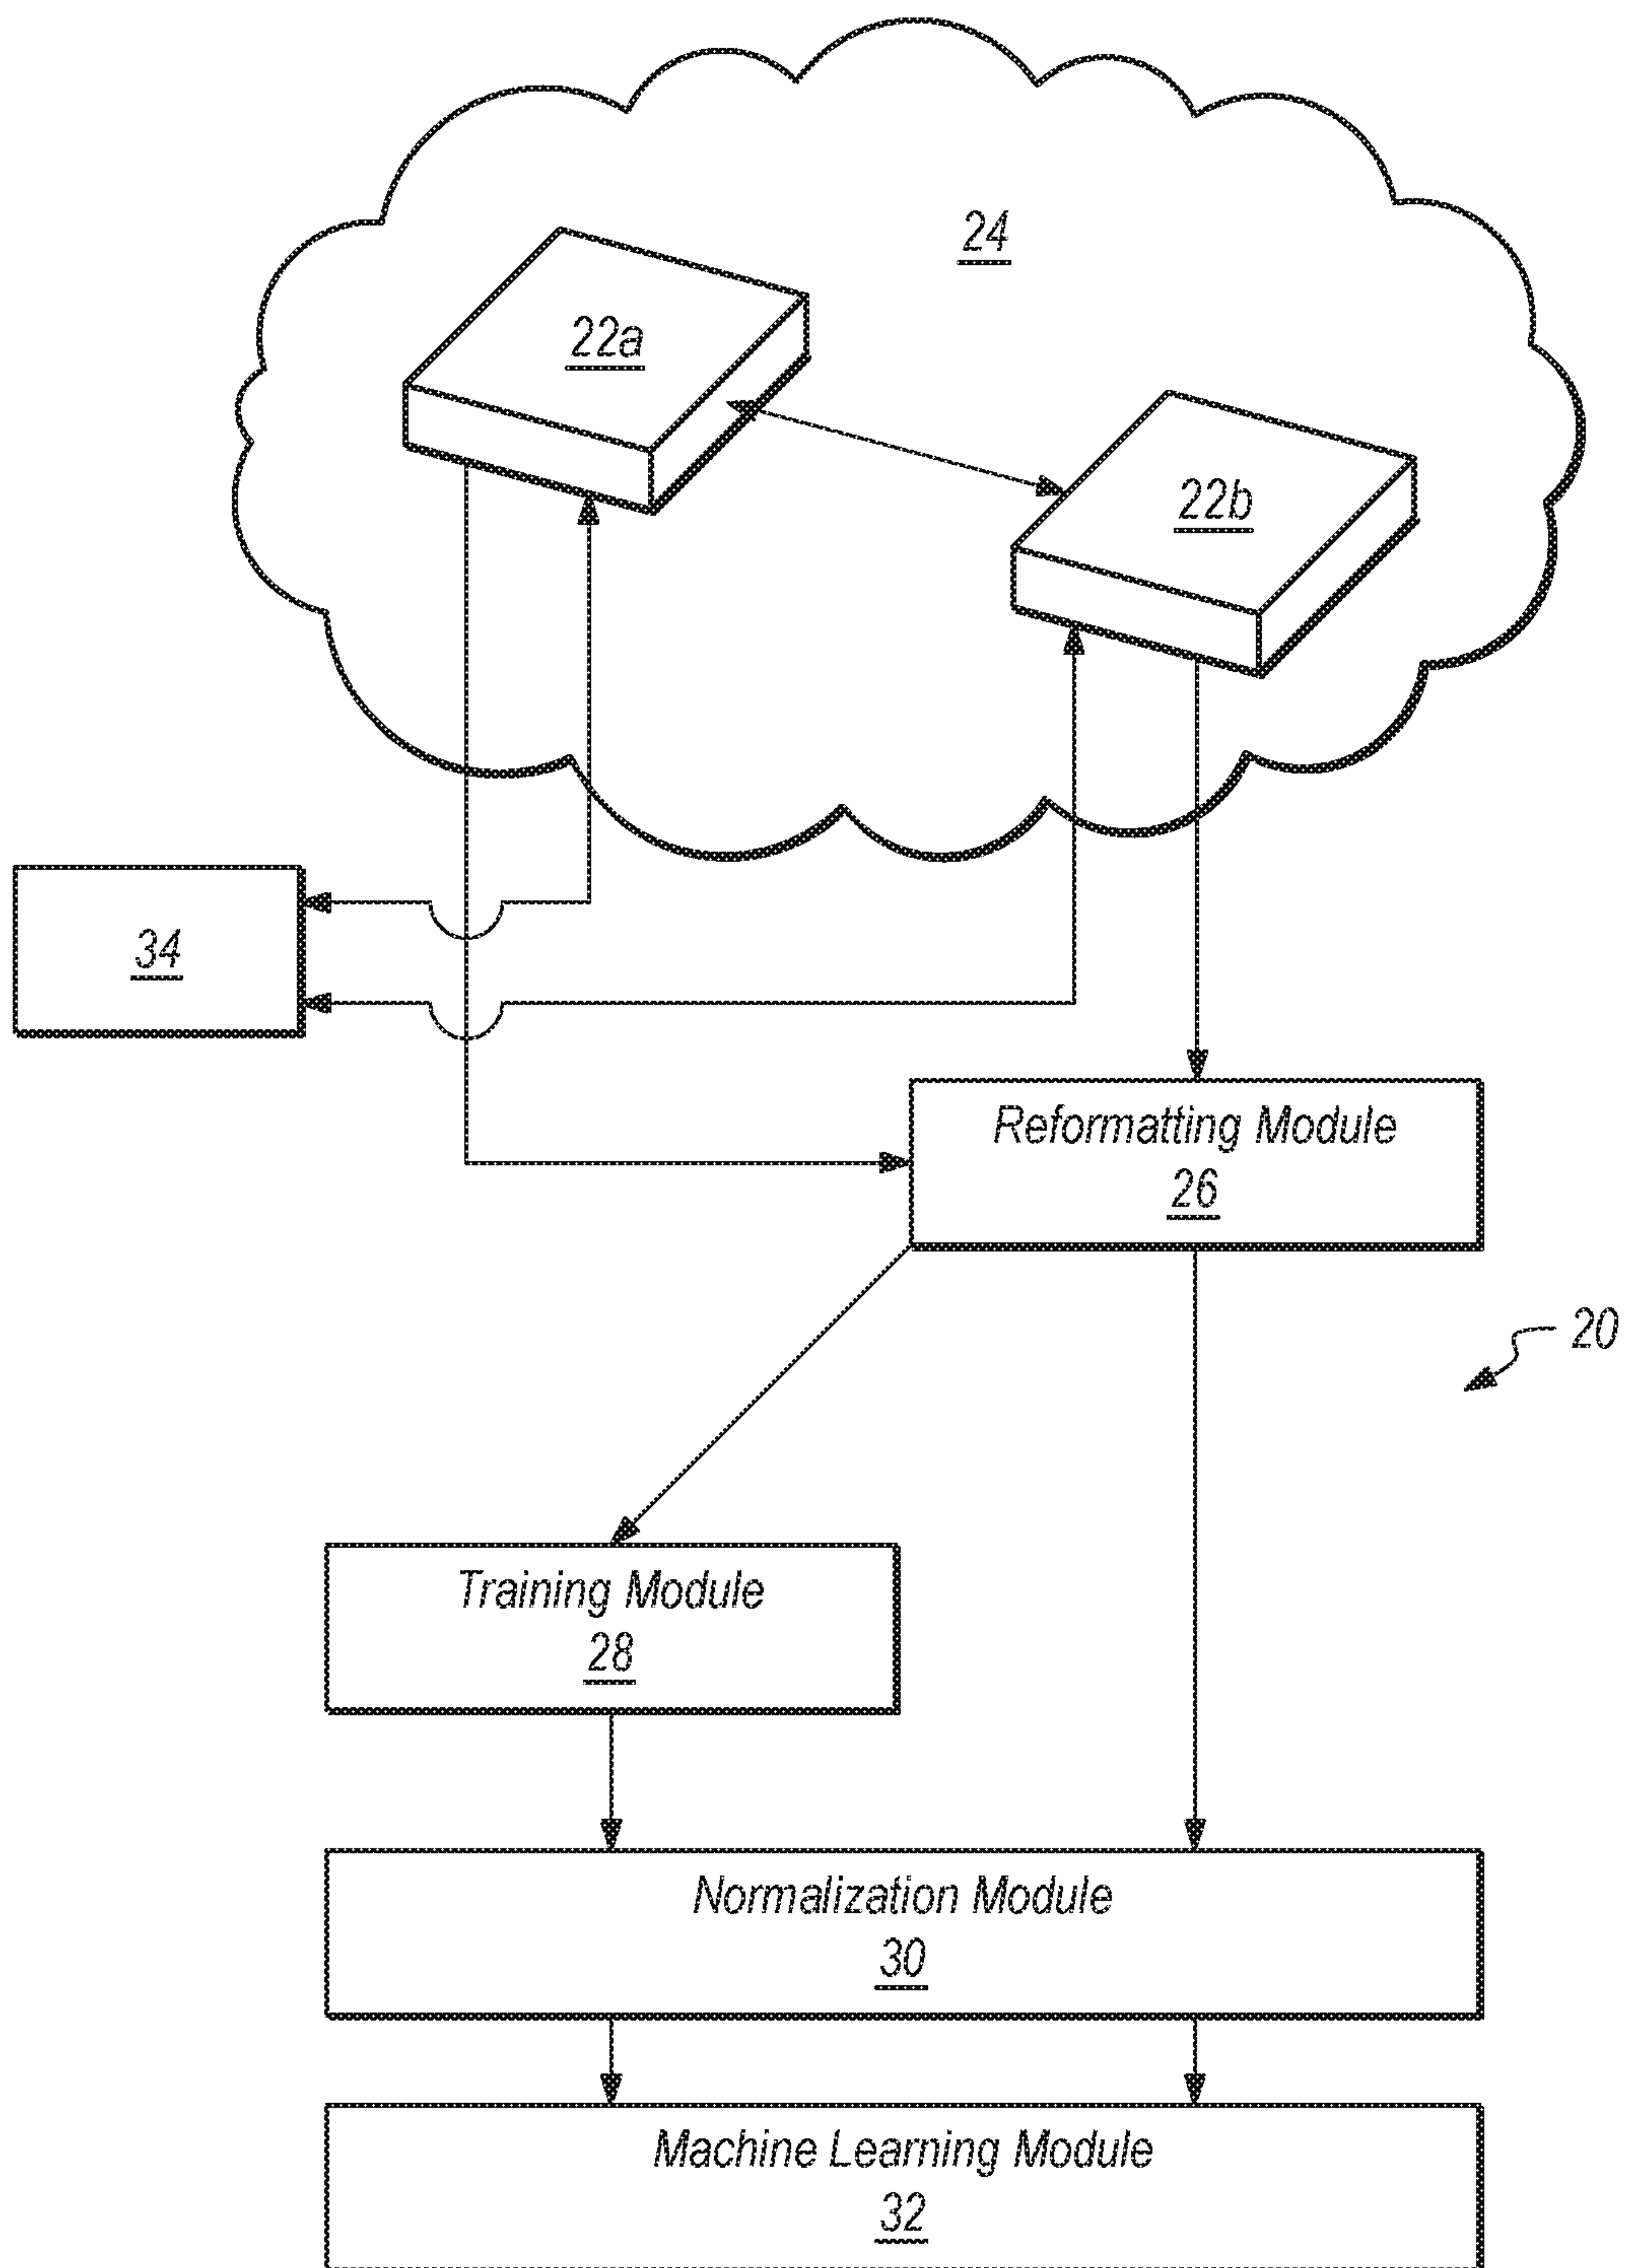 24
22a
22b
34
Reformatting Module
26
20
Training Module
28
Normalization Module
30
Machine Learning Module
32